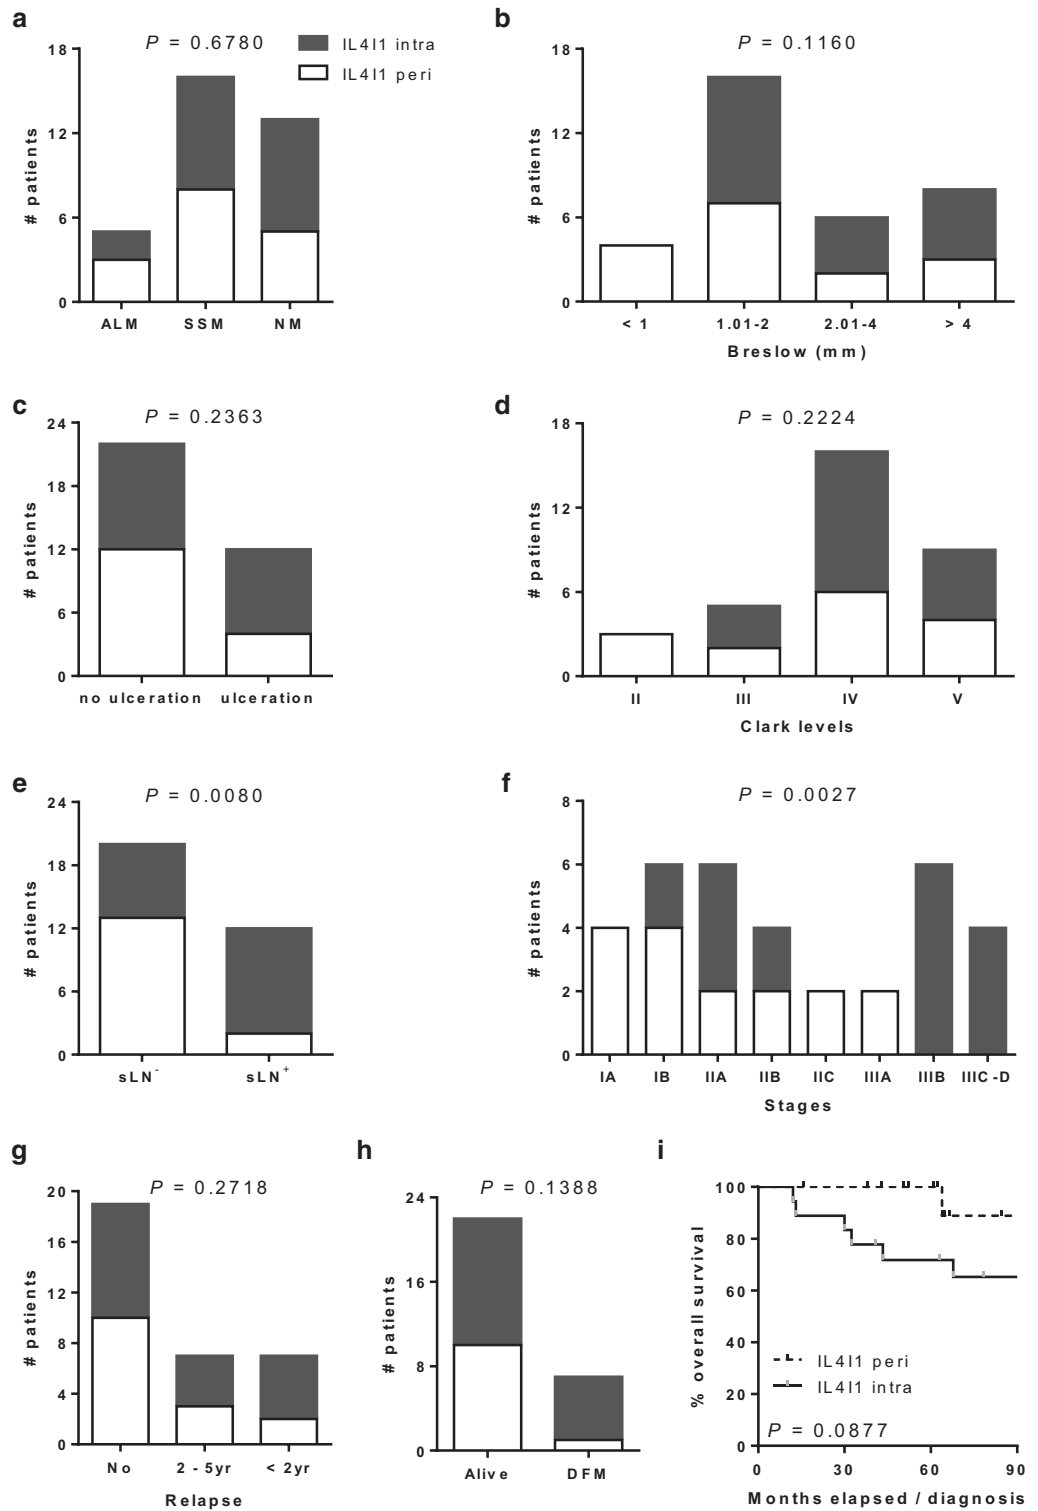 a
P = 0.6780
IL4I1 intra
IL4I1 peri
# patients
18
12
6
0
ALM SSM NM
b
P = 0.1160
# patients
18
12
6
0
< 1 1.01-2 2.01-4 > 4
Breslow (mm)
c
P = 0.2363
# patients
24
18
12
6
0
no ulceration ulceration
d
P = 0.2224
# patients
18
12
6
0
II III IV V
Clark levels
e
P = 0.0080
# patients
24
18
12
6
0
sLN⁻ sLN⁺
f
P = 0.0027
# patients
8
6
4
2
0
IA IB IIA IIB IIC IIIA IIIB IIIC-D
Stages
g
P = 0.2718
# patients
20
16
12
8
4
0
No 2 - 5yr < 2yr
Relapse
h
P = 0.1388
# patients
24
16
8
0
Alive DFM
i
% overall survival
100
80
60
40
20
0
IL4I1 peri
IL4I1 intra
P = 0.0877
0 30 60 90
Months elapsed / diagnosis